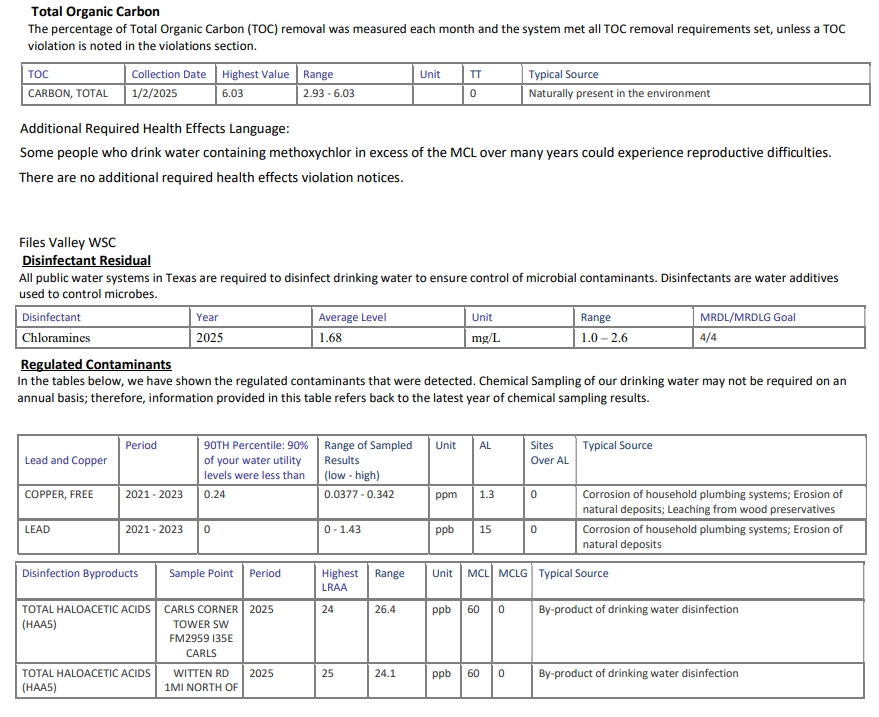 Total Organic Carbon
The percentage of Total Organic Carbon (TOC) removal was measured each month and the system met all TOC removal requirements set, unless a TOC
violation is noted in the violations section.
TOC Collection Date Highest Value Range Unit TT Typical Source
CARBON, TOTAL 1/2/2025 6.03 2.93 - 6.03 0 Naturally present in the environment
Additional Required Health Effects Language:
Some people who drink water containing methoxychlor in excess of the MCL over many years could experience reproductive difficulties.
There are no additional required health effects violation notices.
Files Valley WSC
Disinfectant Residual
All public water systems in Texas are required to disinfect drinking water to ensure control of microbial contaminants. Disinfectants are water additives
used to control microbes.
Disinfectant Year Average Level Unit Range MRDL/MRDLG Goal
Chloramines 2025 1.68 mg/L 1.0 – 2.6 4/4
Regulated Contaminants
In the tables below, we have shown the regulated contaminants that were detected. Chemical Sampling of our drinking water may not be required on an
annual basis; therefore, information provided in this table refers back to the latest year of chemical sampling results.
Lead and Copper Period 90TH Percentile: 90% of your water utility levels were less than Range of Sampled Results (low - high) Unit AL Sites Over AL Typical Source
COPPER, FREE 2021 - 2023 0.24 0.0377 - 0.342 ppm 1.3 0 Corrosion of household plumbing systems; Erosion of
natural deposits; Leaching from wood preservatives
LEAD 2021 - 2023 0 0 - 1.43 ppb 15 0 Corrosion of household plumbing systems; Erosion of
natural deposits
Disinfection Byproducts Sample Point Period Highest LRAA Range Unit MCL MCLG Typical Source
TOTAL HALOACETIC ACIDS CARLS CORNER 2025 24 26.4 ppb 60 0 By-product of drinking water disinfection
(HAA5) TOWER SW
FM2959 I35E
CARLS
TOTAL HALOACETIC ACIDS WITTEN RD 2025 25 24.1 ppb 60 0 By-product of drinking water disinfection
(HAA5) 1MI NORTH OF